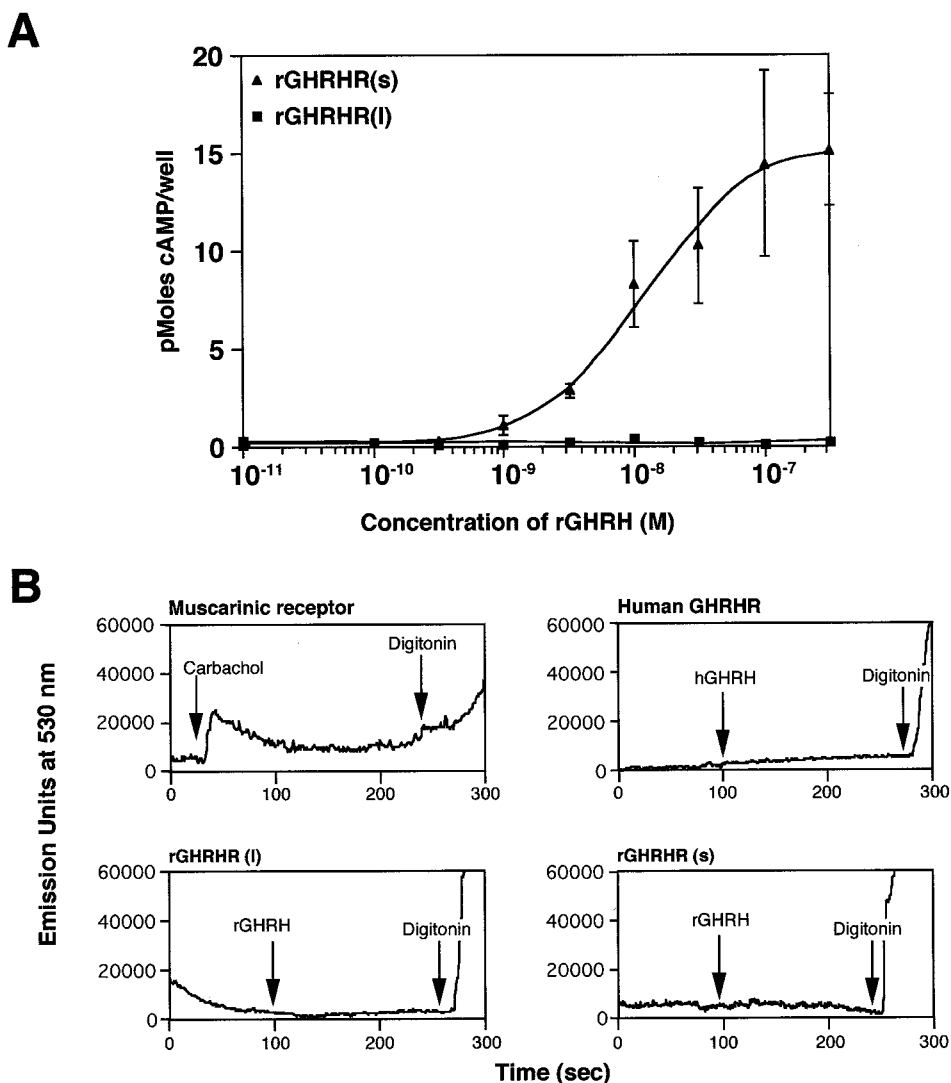 A
20
15
10
5
0
pMoles cAMP/well
▲ rGHRHR(s)
■ rGHRHR(l)
10-11
10-10
10-9
10-8
10-7
Concentration of rGHRH (M)
B
Emission Units at 530 nm
Muscarinic receptor
60000
40000
20000
0
Carbachol
Digitonin
0 100 200 300
Human GHRHR
60000
40000
20000
0
hGHRH
Digitonin
0 100 200 300
rGHRHR (l)
60000
40000
20000
0
rGHRH
Digitonin
0 100 200 300
rGHRHR (s)
60000
40000
20000
0
rGHRH
Digitonin
0 100 200 300
Time (sec)